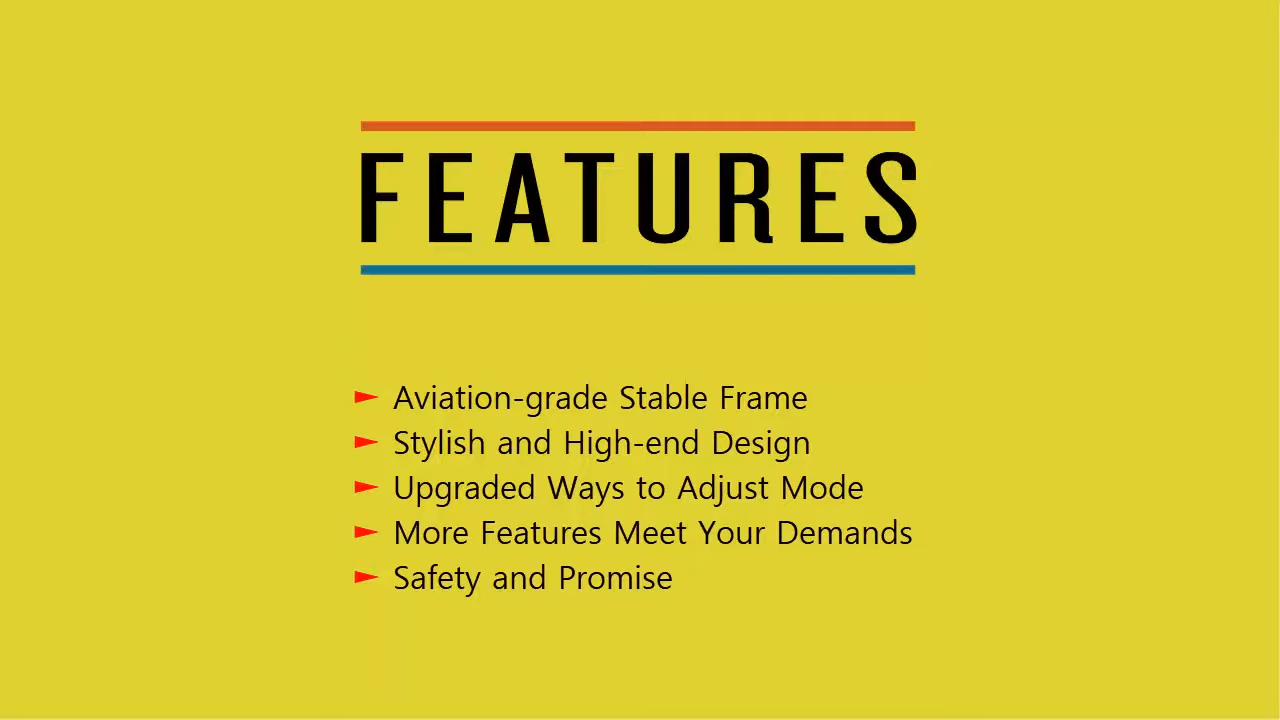 FEATURES
► Aviation-grade Stable Frame
► Stylish and High-end Design
► Upgraded Ways to Adjust Mode
► More Features Meet Your Demands
► Safety and Promise